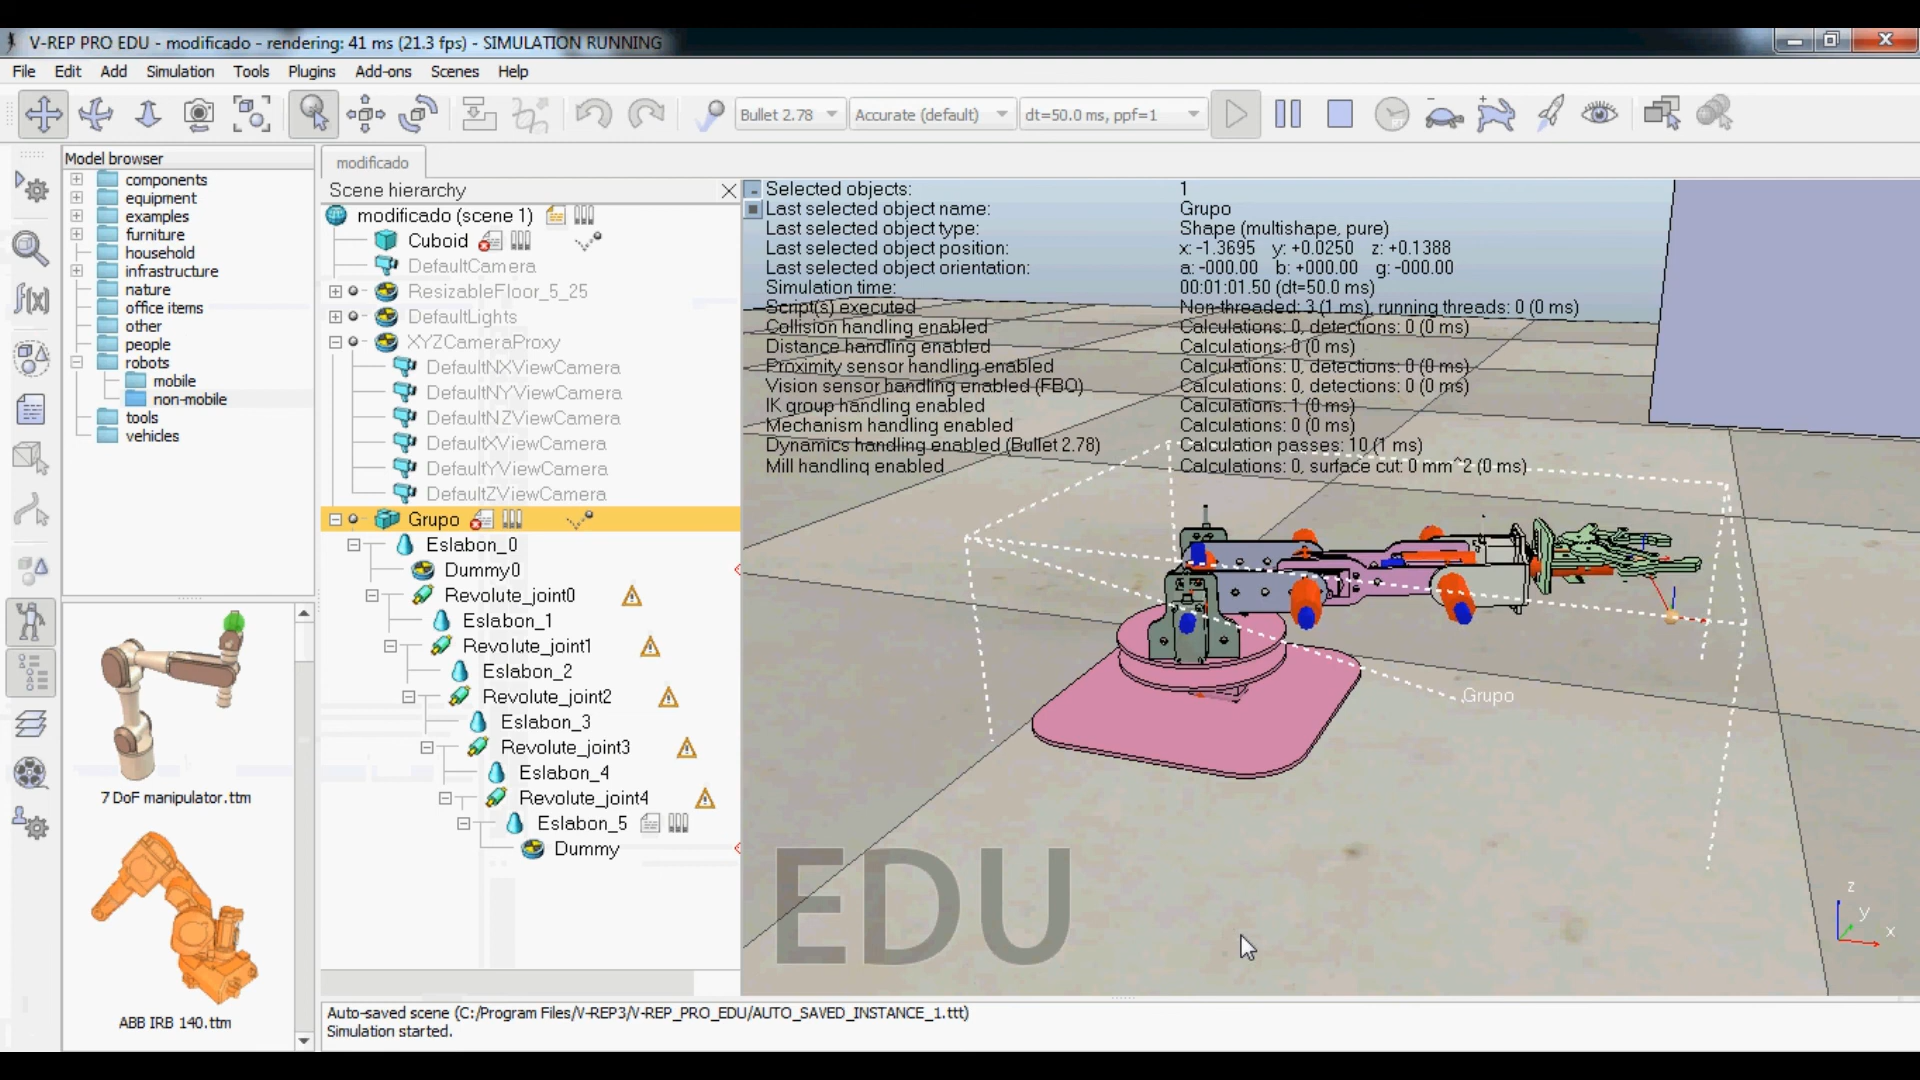 V-REP PRO EDU - modificado - rendering: 41 ms (21.3 fps) - SIMULATION RUNNING
File Edit Add Simulation Tools Plugins Add-ons Scenes Help
Bullet 2.78 Accurate (default) dt=50.0 ms, ppf=1
Model browser
components
equipment
examples
furniture
household
infrastructure
nature
office items
other
people
robots
mobile
non-mobile
tools
vehicles
7 DoF manipulator.ttm
ABB IRB 140.ttm
modificado
Scene hierarchy
modificado (scene 1)
Cuboid
DefaultCamera
ResizableFloor_5_25
DefaultLights
XYZCameraProxy
DefaultNXViewCamera
DefaultNYViewCamera
DefaultNZViewCamera
DefaultXViewCamera
DefaultYViewCamera
DefaultZViewCamera
Grupo
Eslabon_0
Dummy0
Revolute_joint0
Eslabon_1
Revolute_joint1
Eslabon_2
Revolute_joint2
Eslabon_3
Revolute_joint3
Eslabon_4
Revolute_joint4
Eslabon_5
Dummy
Selected objects: 1
Last selected object name: Grupo
Last selected object type: Shape (multishape, pure)
Last selected object position: x: -1.3695 y: +0.0250 z: +0.1388
Last selected object orientation: a: -000.00 b: +000.00 g: -000.00
Simulation time: 00:01:01.50 (dt=50.0 ms)
Script(s) executed Non-threaded: 3 (1 ms), running threads: 0 (0 ms)
Collision handling enabled Calculations: 0, detections: 0 (0 ms)
Distance handling enabled Calculations: 0 (0 ms)
Proximity sensor handling enabled Calculations: 0, detections: 0 (0 ms)
Vision sensor handling enabled (FBO) Calculations: 0, detections: 0 (0 ms)
IK group handling enabled Calculations: 1 (0 ms)
Mechanism handling enabled Calculations: 0 (0 ms)
Dynamics handling enabled (Bullet 2.78) Calculation passes: 10 (1 ms)
Mill handling enabled Calculations: 0, surface cut: 0 mm^2 (0 ms)
Grupo
EDU
z
y
x
Auto-saved scene (C:/Program Files/V-REP3/V-REP_PRO_EDU/AUTO_SAVED_INSTANCE_1.ttt)
Simulation started.
f(x)